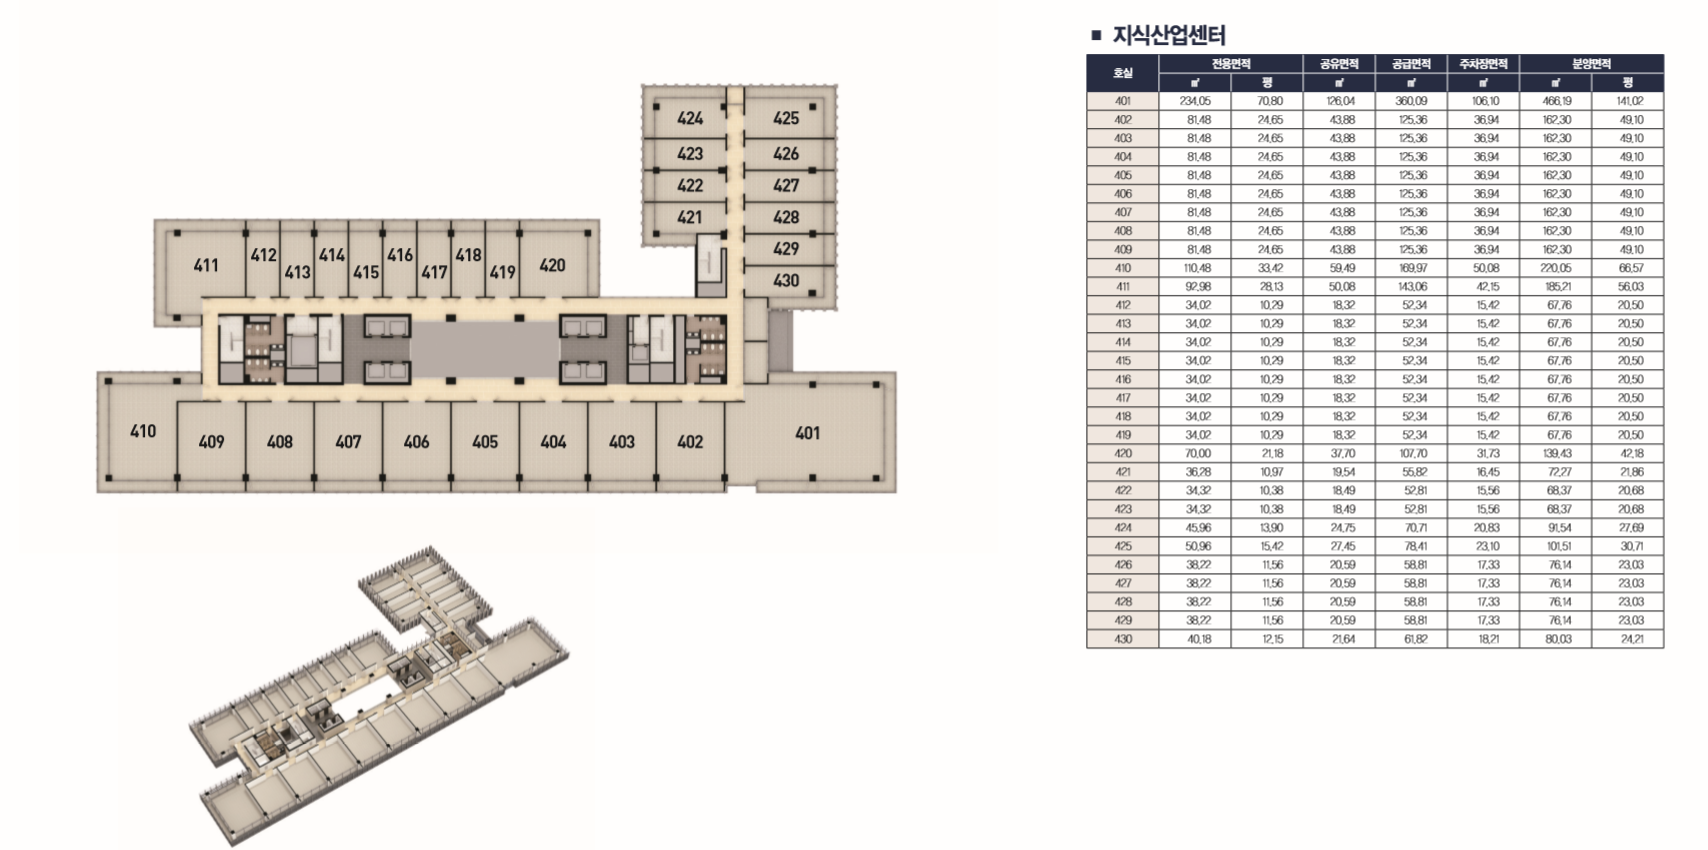 424 425
423 426
422 427
421 428
429
430
411 412 413 414 415 416 417 418 419 420
410 409 408 407 406 405 404 403 402 401
■ 지식산업센터
호실 전용면적 공유면적 공급면적 주차장면적 분양면적
㎡ 평 ㎡ ㎡ ㎡ ㎡ 평
401 234.05 70.80 126.04 360.09 106.10 466.19 141.02
402 81.48 24.65 43.88 125.36 36.94 162.30 49.10
403 81.48 24.65 43.88 125.36 36.94 162.30 49.10
404 81.48 24.65 43.88 125.36 36.94 162.30 49.10
405 81.48 24.65 43.88 125.36 36.94 162.30 49.10
406 81.48 24.65 43.88 125.36 36.94 162.30 49.10
407 81.48 24.65 43.88 125.36 36.94 162.30 49.10
408 81.48 24.65 43.88 125.36 36.94 162.30 49.10
409 81.48 24.65 43.88 125.36 36.94 162.30 49.10
410 110.48 33.42 59.49 169.97 50.08 220.05 66.57
411 92.98 28.13 50.08 143.06 42.15 185.21 56.03
412 34.02 10.29 18.32 52.34 15.42 67.76 20.50
413 34.02 10.29 18.32 52.34 15.42 67.76 20.50
414 34.02 10.29 18.32 52.34 15.42 67.76 20.50
415 34.02 10.29 18.32 52.34 15.42 67.76 20.50
416 34.02 10.29 18.32 52.34 15.42 67.76 20.50
417 34.02 10.29 18.32 52.34 15.42 67.76 20.50
418 34.02 10.29 18.32 52.34 15.42 67.76 20.50
419 34.02 10.29 18.32 52.34 15.42 67.76 20.50
420 70.00 21.18 37.70 107.70 31.73 139.43 42.18
421 36.28 10.97 19.54 55.82 16.45 72.27 21.86
422 34.32 10.38 18.49 52.81 15.56 68.37 20.68
423 34.32 10.38 18.49 52.81 15.56 68.37 20.68
424 45.96 13.90 24.75 70.71 20.83 91.54 27.69
425 50.96 15.42 27.45 78.41 23.10 101.51 30.71
426 38.22 11.56 20.59 58.81 17.33 76.14 23.03
427 38.22 11.56 20.59 58.81 17.33 76.14 23.03
428 38.22 11.56 20.59 58.81 17.33 76.14 23.03
429 38.22 11.56 20.59 58.81 17.33 76.14 23.03
430 40.18 12.15 21.64 61.82 18.21 80.03 24.21